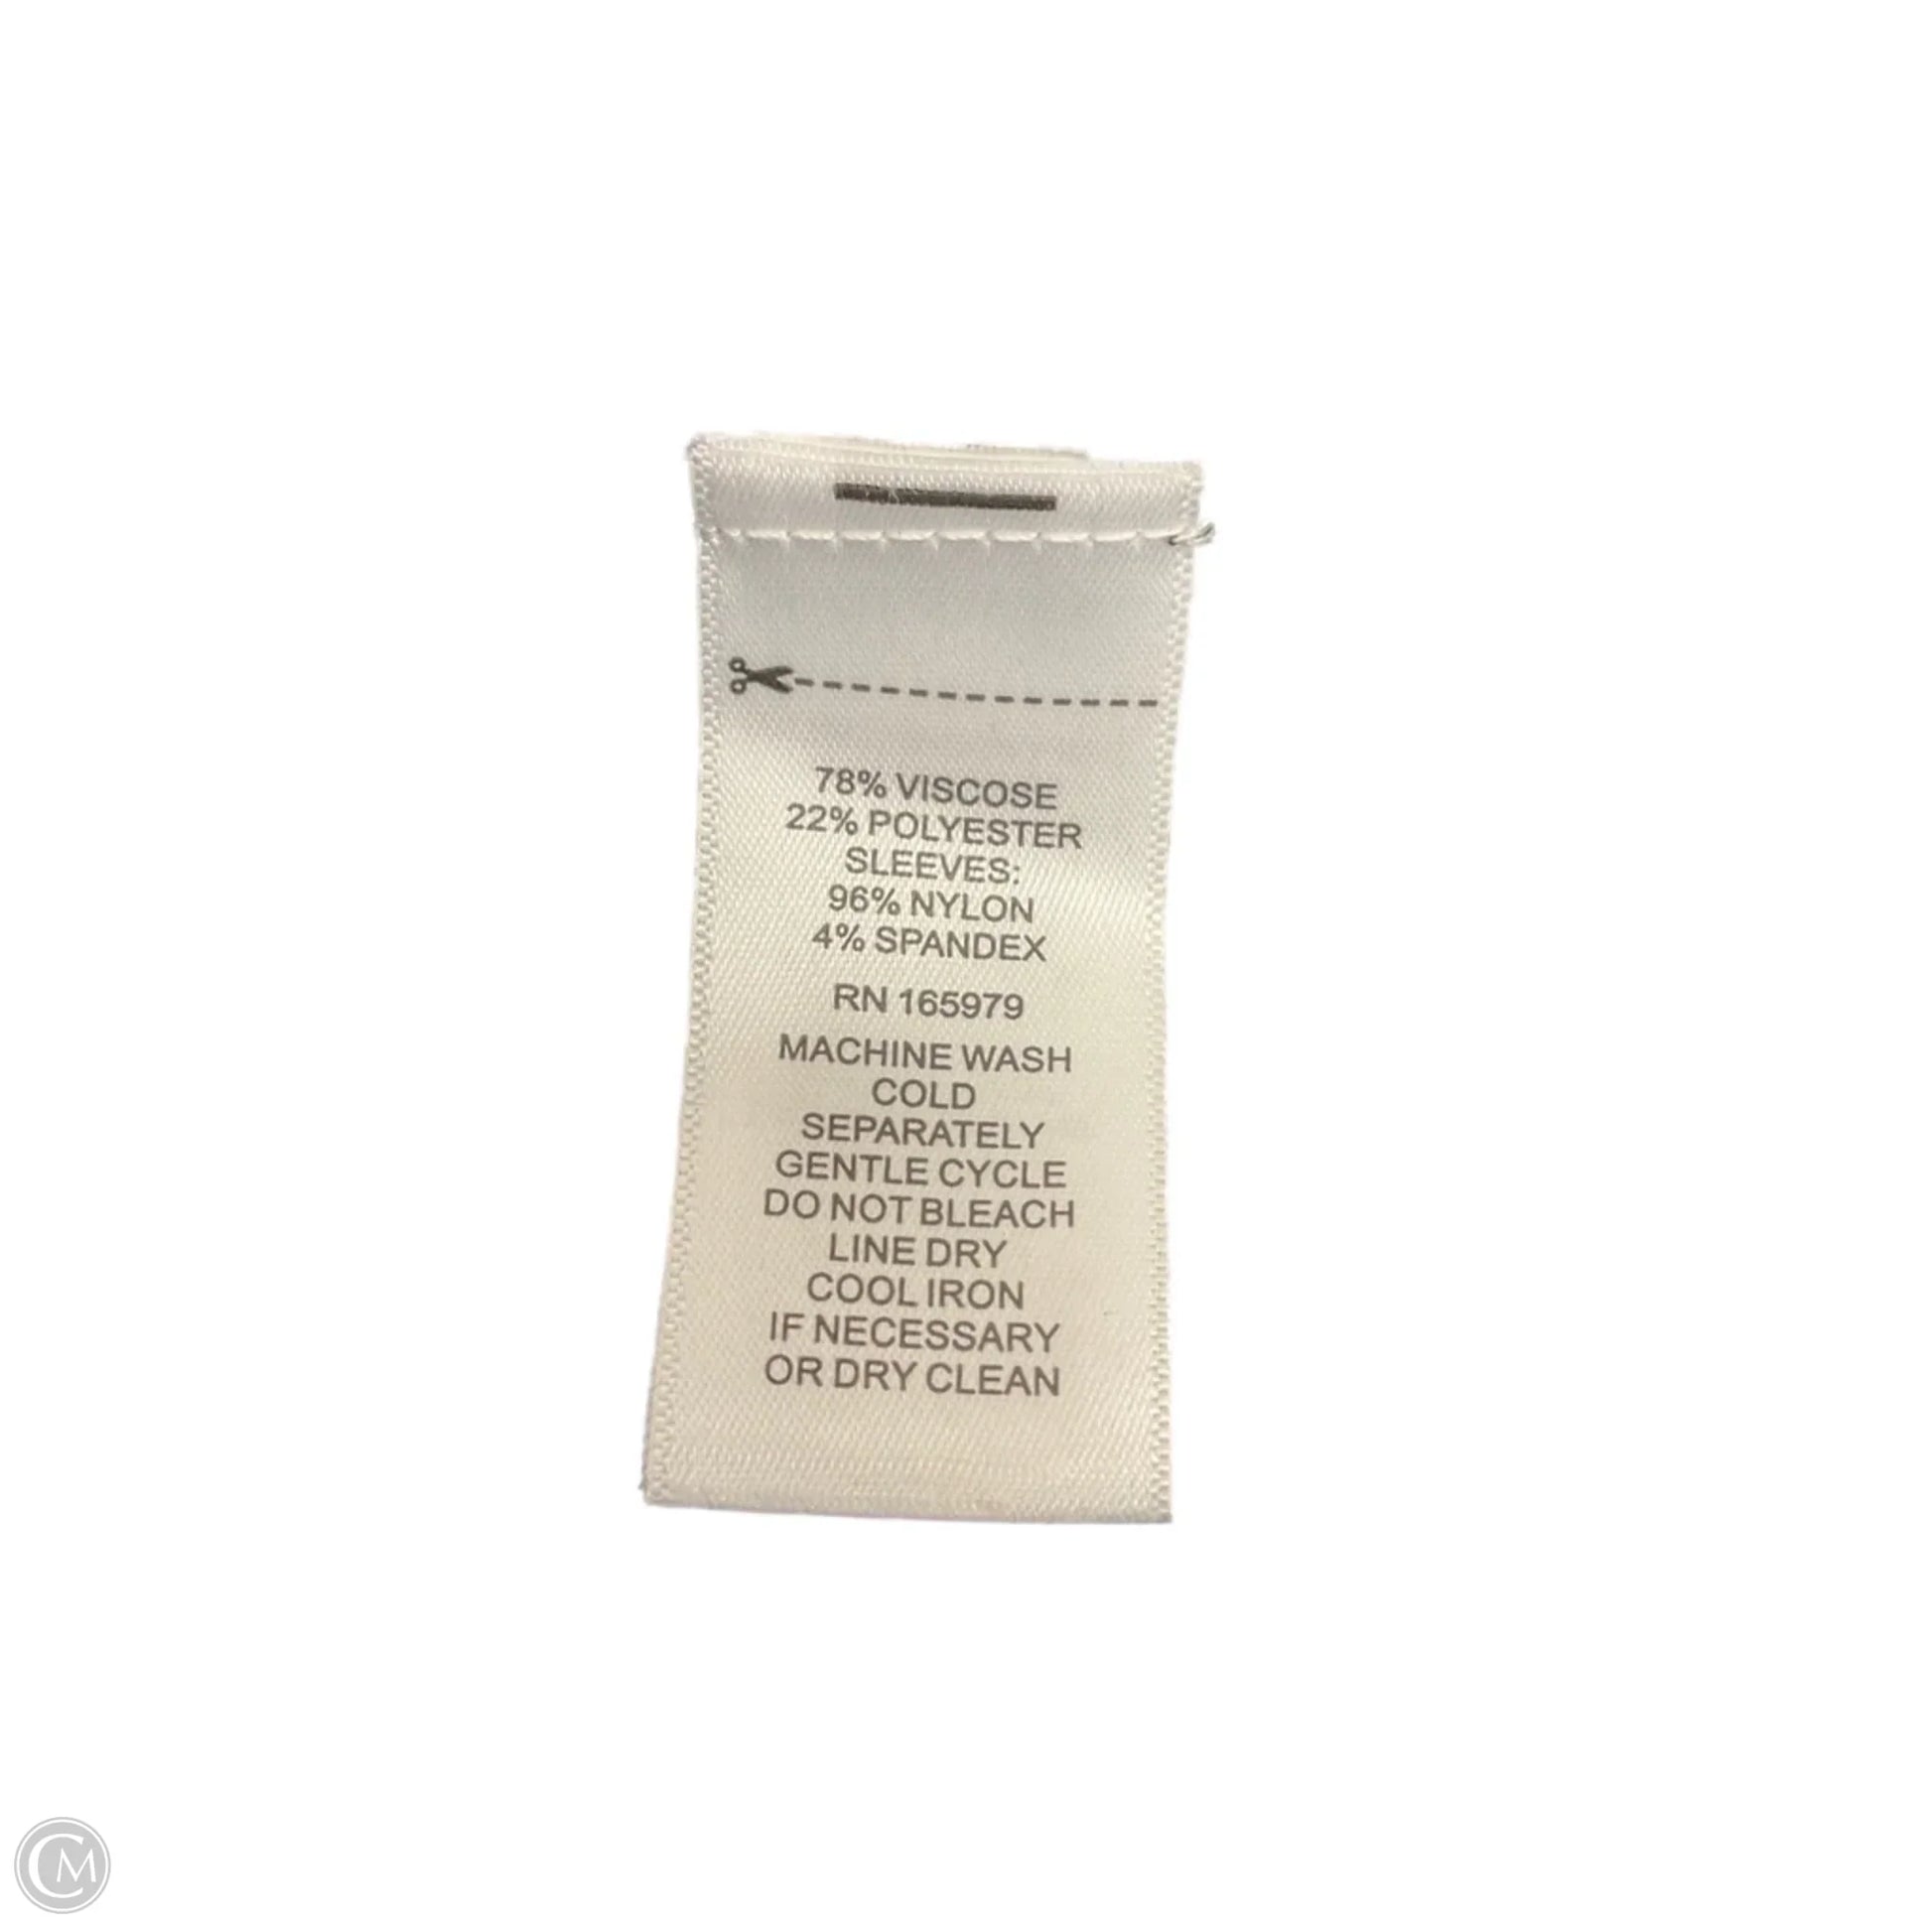 78% VISCOSE
22% POLYESTER
SLEEVES:
96% NYLON
4% SPANDEX
RN 165979
MACHINE WASH
COLD
SEPARATELY
GENTLE CYCLE
DO NOT BLEACH
LINE DRY
COOL IRON
IF NECESSARY
OR DRY CLEAN
CM